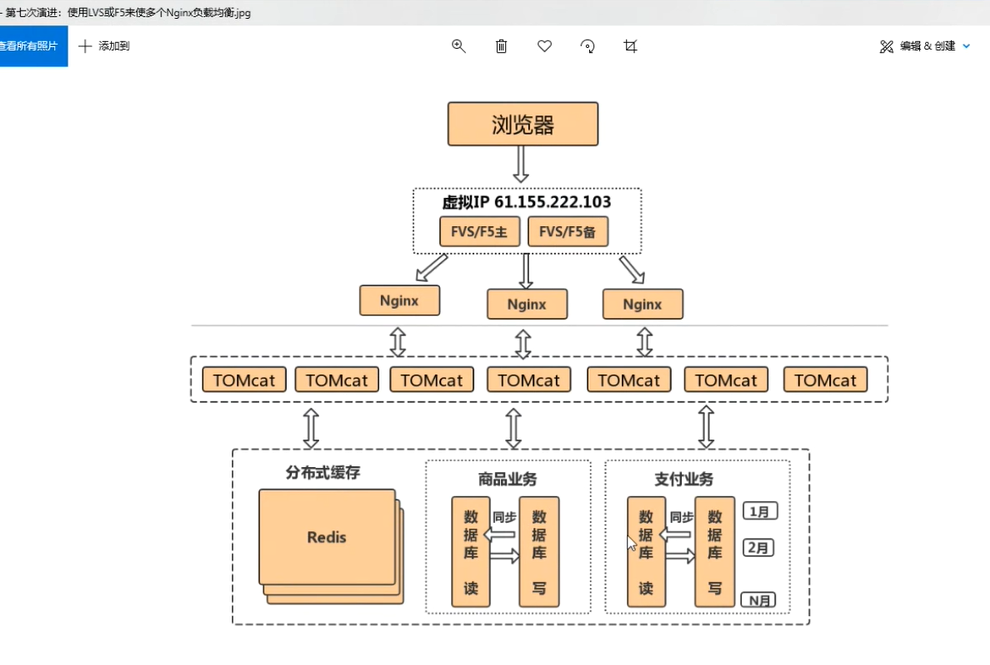 - 第七次演进：使用LVS或F5来使多个Nginx负载均衡.jpg
查看所有照片
添加到
编辑 & 创建
浏览器
虚拟IP 61.155.222.103
FVS/F5主
FVS/F5备
Nginx
Nginx
Nginx
TOMcat
TOMcat
TOMcat
TOMcat
TOMcat
TOMcat
TOMcat
分布式缓存
Redis
商品业务
数据库 读
同步
数据库 写
支付业务
数据库 读
同步
数据库 写
1月
2月
N月